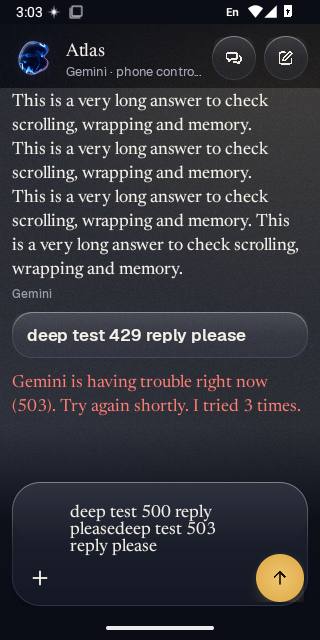 3:03
En
Atlas
Gemini · phone contro...
This is a very long answer to check
scrolling, wrapping and memory.
This is a very long answer to check
scrolling, wrapping and memory.
This is a very long answer to check
scrolling, wrapping and memory. This
is a very long answer to check scrolling,
wrapping and memory.
Gemini
deep test 429 reply please
Gemini is having trouble right now
(503). Try again shortly. I tried 3 times.
deep test 500 reply
pleasedeep test 503
reply please